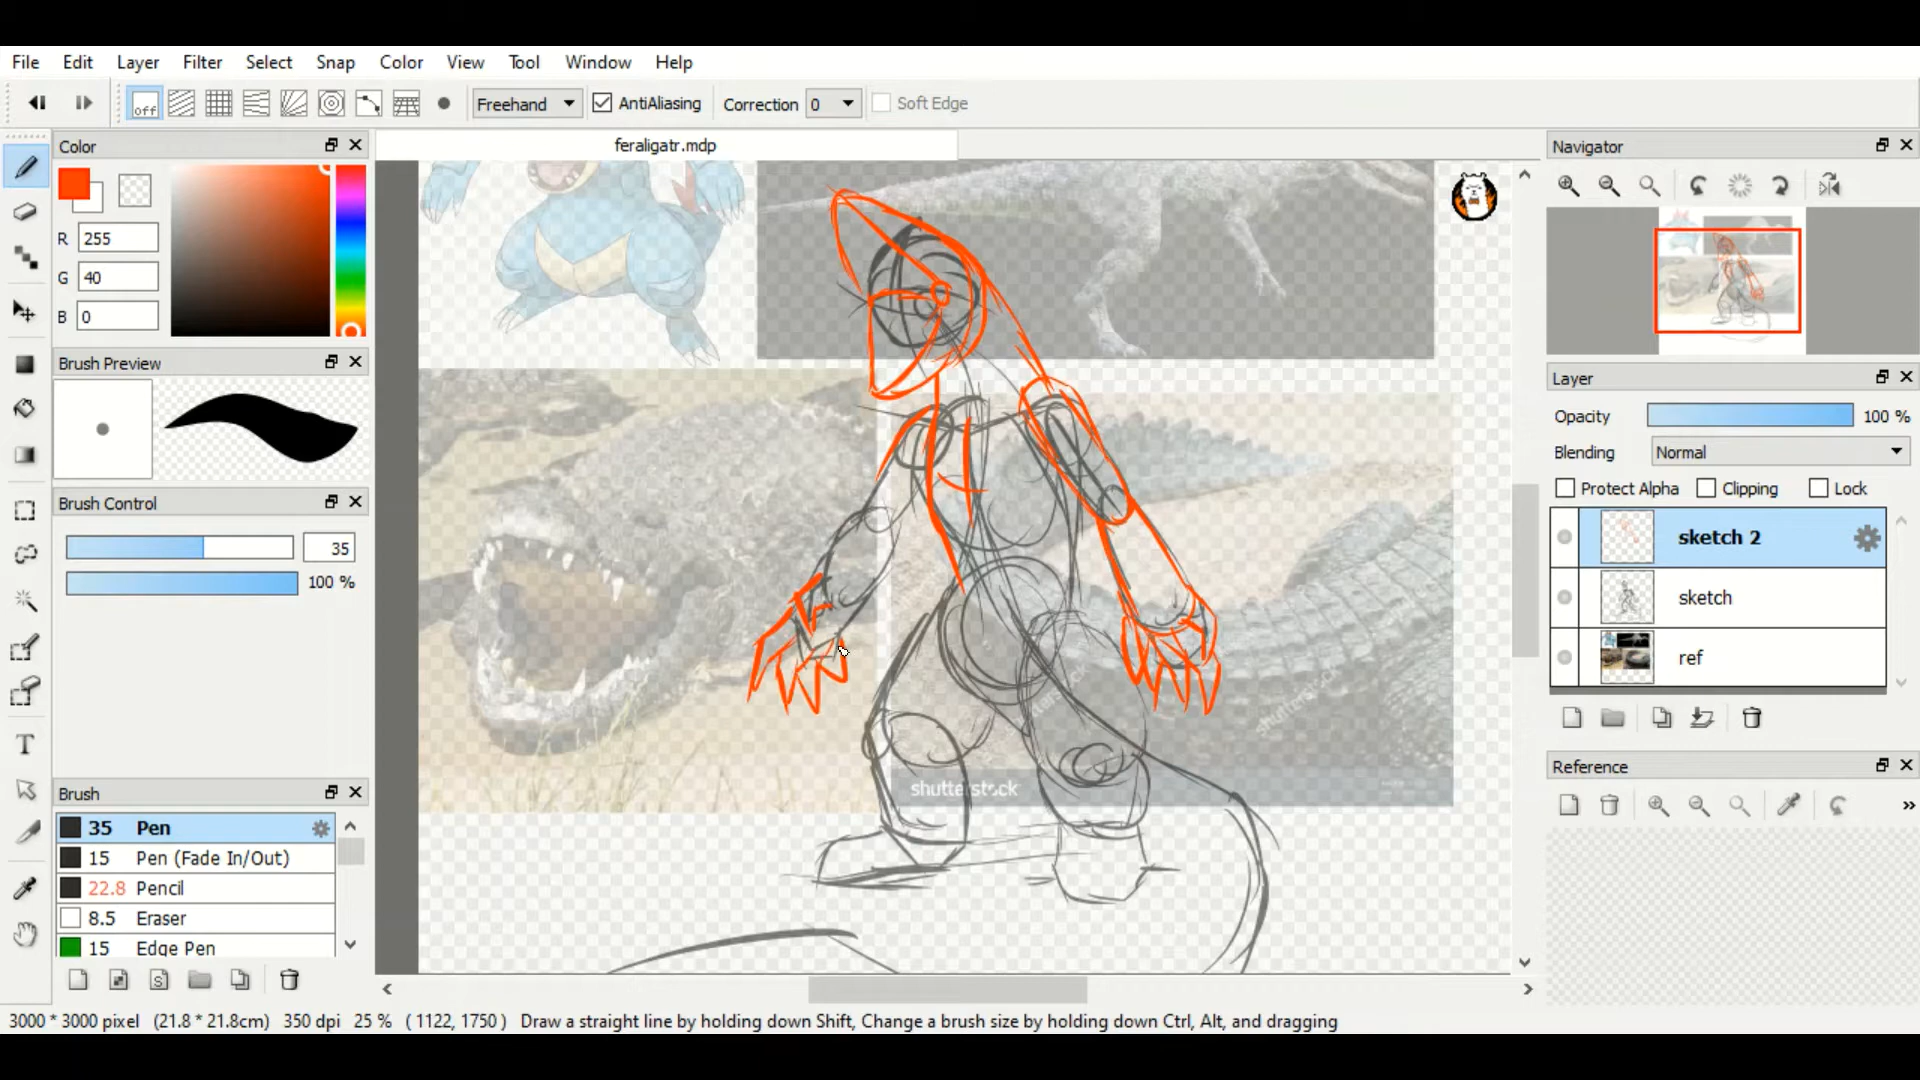 File Edit Layer Filter Select Snap Color View Tool Window Help
off Freehand AntiAliasing Correction 0 Soft Edge
Color
R 255
G 40
B 0
Brush Preview
Brush Control
35
100 %
Brush
35 Pen
15 Pen (Fade In/Out)
22.8 Pencil
8.5 Eraser
15 Edge Pen
feraligatr.mdp
shutterstock
shutterstock
Navigator
Layer
Opacity 100 %
Blending Normal
Protect Alpha Clipping Lock
sketch 2
sketch
ref
Reference
3000 * 3000 pixel (21.8 * 21.8cm) 350 dpi 25 % ( 1122, 1750 ) Draw a straight line by holding down Shift, Change a brush size by holding down Ctrl, Alt, and dragging